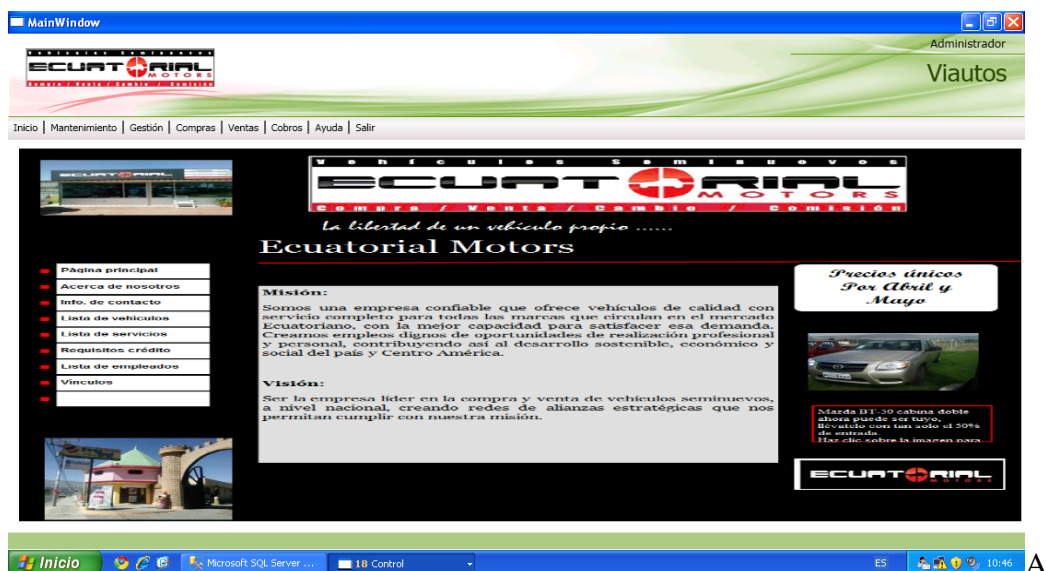 MainWindow
Administrador
Viautos
Vehículos Seminuevos
ECUATORIAL
MOTORS
Compra / Venta / Cambio / Comisión
Inicio | Mantenimiento | Gestión | Compras | Ventas | Cobros | Ayuda | Salir
ECUATORIAL
Vehículos Seminuevos
ECUATORIAL
MOTORS
Compra / Venta / Cambio / Comisión
La libertad de un vehículo propio ......
Ecuatorial Motors
Página principal
Acerca de nosotros
Info. de contacto
Lista de vehiculos
Lista de servicios
Requisitos crédito
Lista de empleados
Vínculos
Misión:
Somos una empresa confiable que ofrece vehículos de calidad con
servicio completo para todas las marcas que circulan en el mercado
Ecuatoriano, con la mejor capacidad para satisfacer esa demanda.
Creamos empleos dignos de oportunidades de realización profesional
y personal, contribuyendo así al desarrollo sostenible, económico y
social del país y Centro América.
Visión:
Ser la empresa líder en la compra y venta de vehículos seminuevos,
a nivel nacional, creando redes de alianzas estratégicas que nos
permitan cumplir con nuestra misión.
Precios únicos
Por Abril y
Mayo
Mazda BT-50 cabina doble
ahora puede ser tuyo,
llévatelo con tan solo el 50%
de entrada.
Haz clic sobre la imagen para
ECUATORIAL
MOTORS
Inicio
Microsoft SQL Server ...
18 Control
ES
10:46
A